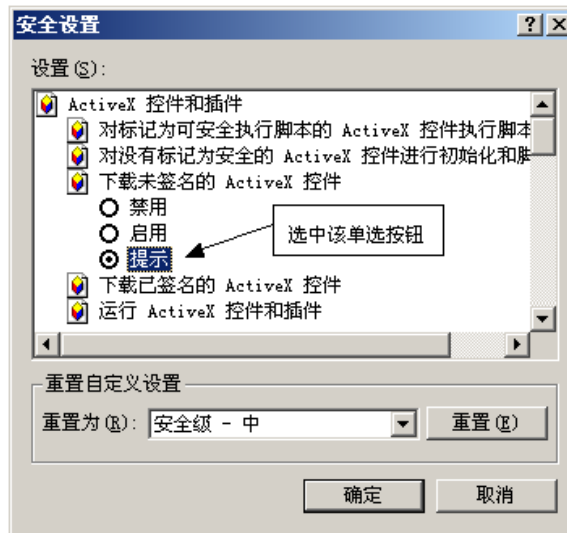 安全设置
设置(S):
ActiveX 控件和插件
对标记为可安全执行脚本的 ActiveX 控件执行脚本
对没有标记为安全的 ActiveX 控件进行初始化和脚
下载未签名的 ActiveX 控件
禁用
启用
提示
选中该单选按钮
下载已签名的 ActiveX 控件
运行 ActiveX 控件和插件
重置自定义设置
重置为(R): 安全级 - 中 重置(E)
确定 取消